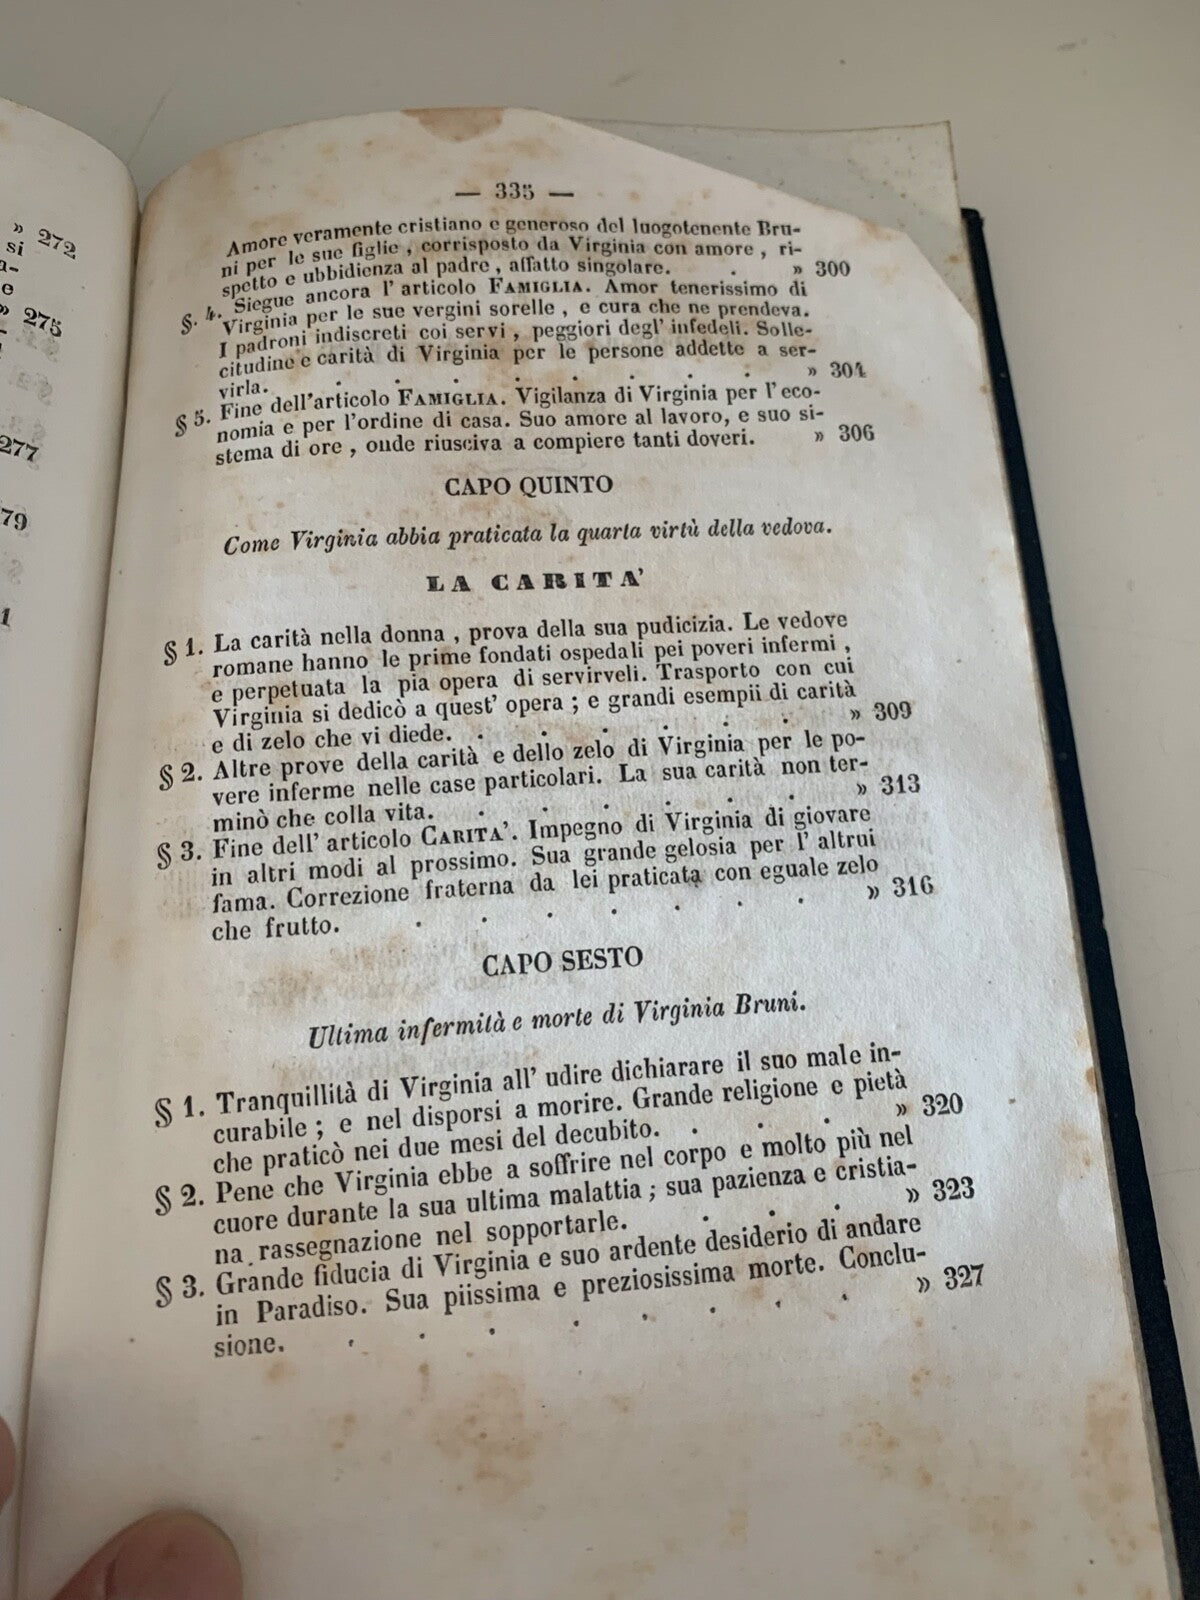 » 272
si
a-
e
» 275
277
79
1
— 335 —
Amore veramente cristiano e generoso del luogotenente Bru-
ni per le sue figlie , corrisposto da Virginia con amore , ri-
spetto e ubbidienza al padre , affatto singolare. . » 300
§. 4. Siegue ancora l' articolo FAMIGLIA. Amor tenerissimo di
Virginia per le sue vergini sorelle , e cura che ne prendeva.
I padroni indiscreti coi servi , peggiori degl' infedeli. Solle-
citudine e carità di Virginia per le persone addette a ser-
virla. . . . . . . . » 304
§ 5. Fine dell'articolo FAMIGLIA. Vigilanza di Virginia per l' eco-
nomia e per l'ordine di casa. Suo amore al lavoro, e suo si-
stema di ore , onde riusciva a compiere tanti doveri. » 306
CAPO QUINTO
Come Virginia abbia praticata la quarta virtù della vedova.
LA CARITA'
§ 1. La carità nella donna , prova della sua pudicizia. Le vedove
romane hanno le prime fondati ospedali pei poveri infermi ,
e perpetuata la pia opera di servirveli. Trasporto con cui
Virginia si dedicò a quest' opera ; e grandi esempii di carità
e di zelo che vi diede. . . . . . . » 309
§ 2. Altre prove della carità e dello zelo di Virginia per le po-
vere inferme nelle case particolari. La sua carità non ter-
minò che colla vita. . . . . . . » 313
§ 3. Fine dell' articolo CARITA'. Impegno di Virginia di giovare
in altri modi al prossimo. Sua grande gelosia per l' altrui
fama. Correzione fraterna da lei praticata con eguale zelo
che frutto. . . . . . . . » 316
CAPO SESTO
Ultima infermità e morte di Virginia Bruni.
§ 1. Tranquillità di Virginia all' udire dichiarare il suo male in-
curabile ; e nel disporsi a morire. Grande religione e pietà
che praticò nei due mesi del decubito. . . . » 320
§ 2. Pene che Virginia ebbe a soffrire nel corpo e molto più nel
cuore durante la sua ultima malattia ; sua pazienza e cristia-
na rassegnazione nel sopportarle. . . . » 323
§ 3. Grande fiducia di Virginia e suo ardente desiderio di andare
in Paradiso. Sua piissima e preziosissima morte. Conclu-
sione. . . . . . . . . » 327